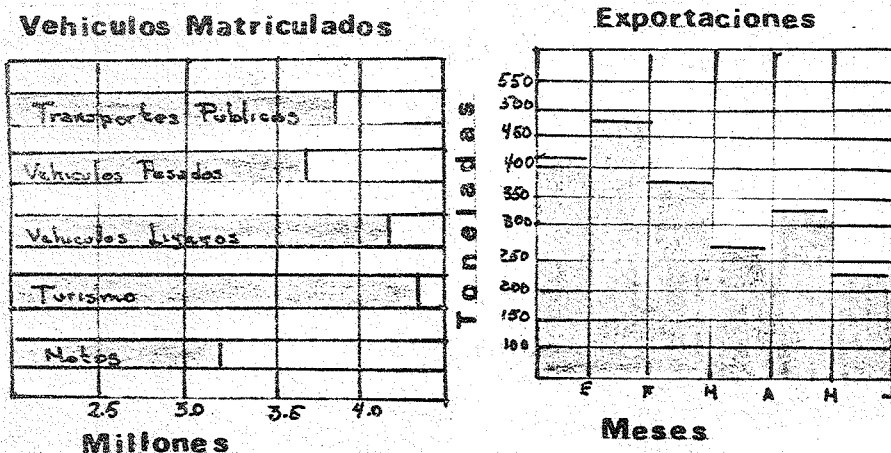 Vehiculos Matriculados
Transportes Publicos
Vehiculos Pesados
Vehiculos Ligeros
Turismo
Motos
2.5 3.0 3.5 4.0
Millones
Exportaciones
Toneladas
550
500
450
400
350
300
250
200
150
100
E F M A M J
Meses